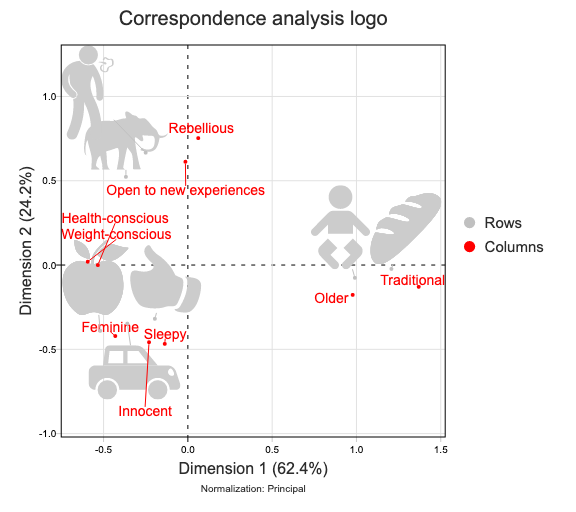 Correspondence analysis logo
Dimension 2 (24.2%)
1.0
0.5
0.0
-0.5
-1.0
Rebellious
Open to new experiences
Health-conscious
Weight-conscious
Traditional
Older
Feminine
Sleepy
Innocent
-0.5
0.0
0.5
1.0
1.5
Dimension 1 (62.4%)
Normalization: Principal
Rows
Columns